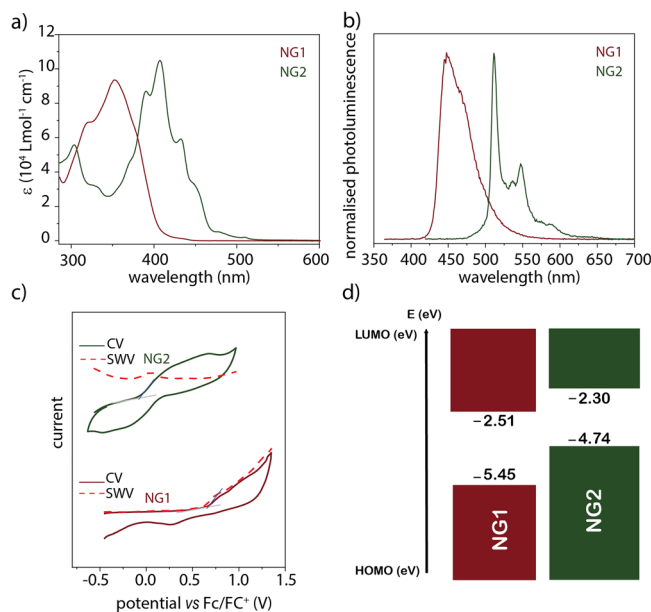 a)
NG1
NG2
ε (10⁴ Lmol⁻¹ cm⁻¹)
12
10
8
6
4
2
0
300 400 500 600
wavelength (nm)
b)
NG1
NG2
normalised photoluminescence
350 400 450 500 550 600 650 700
wavelength (nm)
c)
CV
SWV
NG2
CV
SWV
NG1
current
-0.5 0.0 0.5 1.0 1.5
potential vs Fc/FC⁺ (V)
d)
E (eV)
LUMO (eV)
−2.51
−2.30
−5.45
−4.74
NG1
NG2
HOMO (eV)